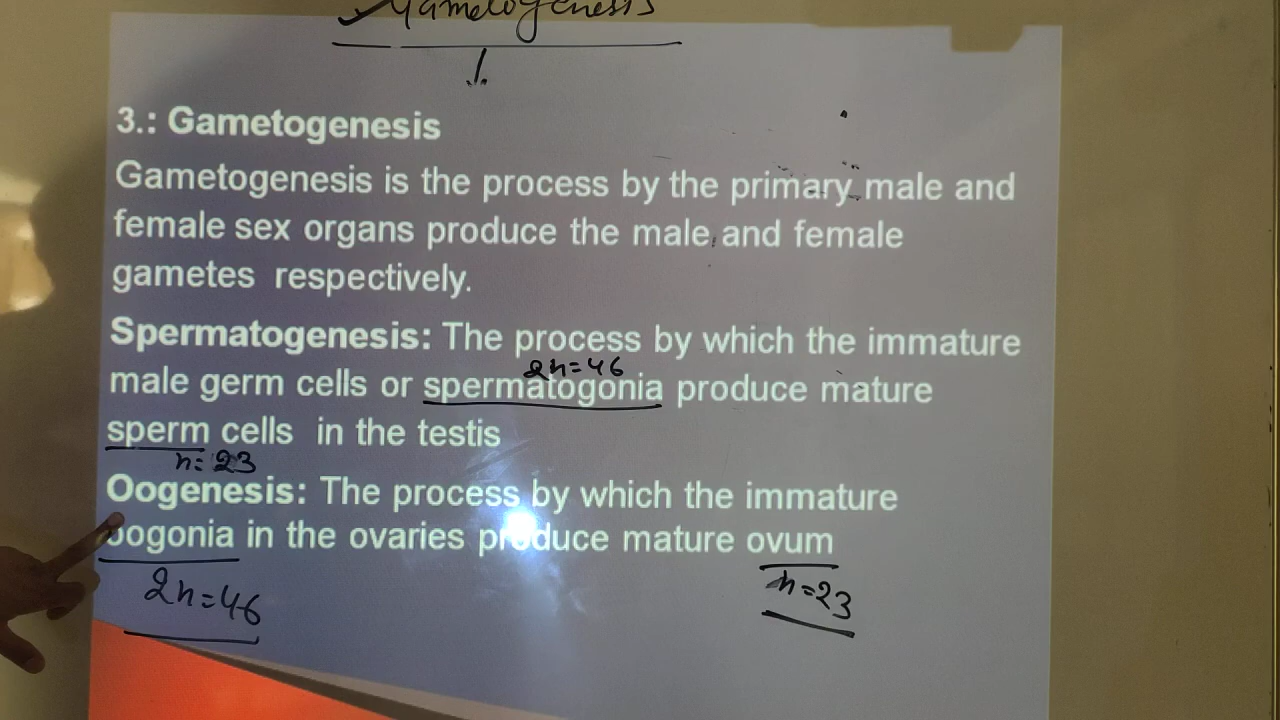 Gametogenesis
3.: Gametogenesis
Gametogenesis is the process by the primary male and
female sex organs produce the male and female
gametes respectively.
Spermatogenesis: The process by which the immature
2n=46
male germ cells or spermatogonia produce mature
sperm cells in the testis
n=23
Oogenesis: The process by which the immature
oogonia in the ovaries produce mature ovum
2n=46
n=23